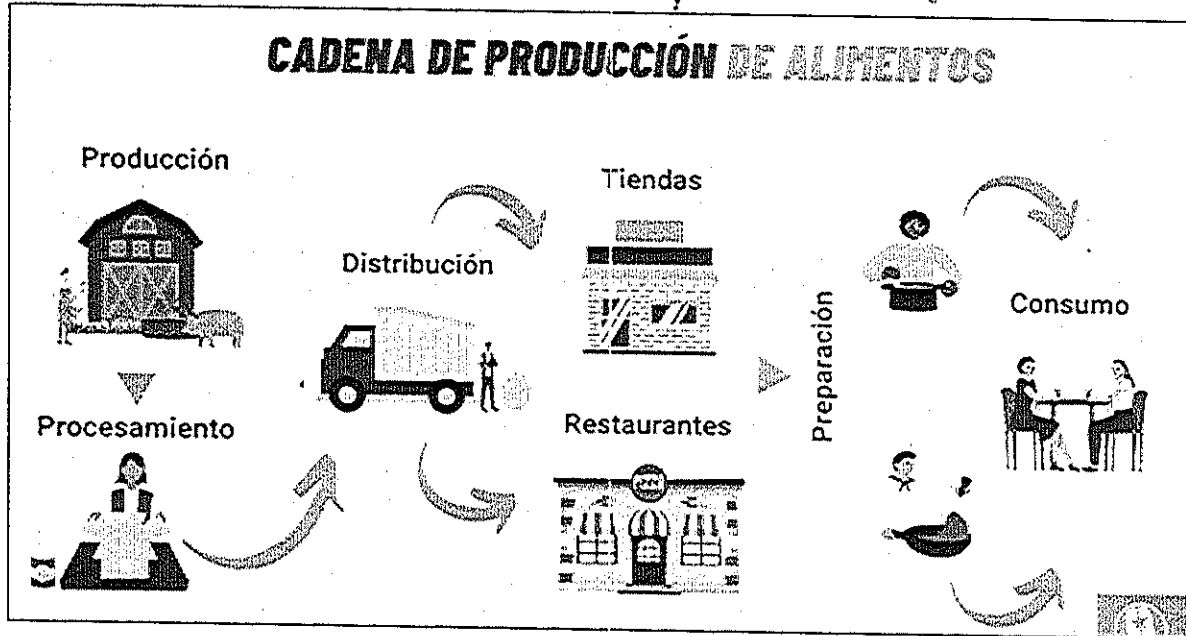 CADENA DE PRODUCCIÓN DE ALIMENTOS
Producción
Procesamiento
Distribución
Tiendas
Restaurantes
Preparación
Consumo